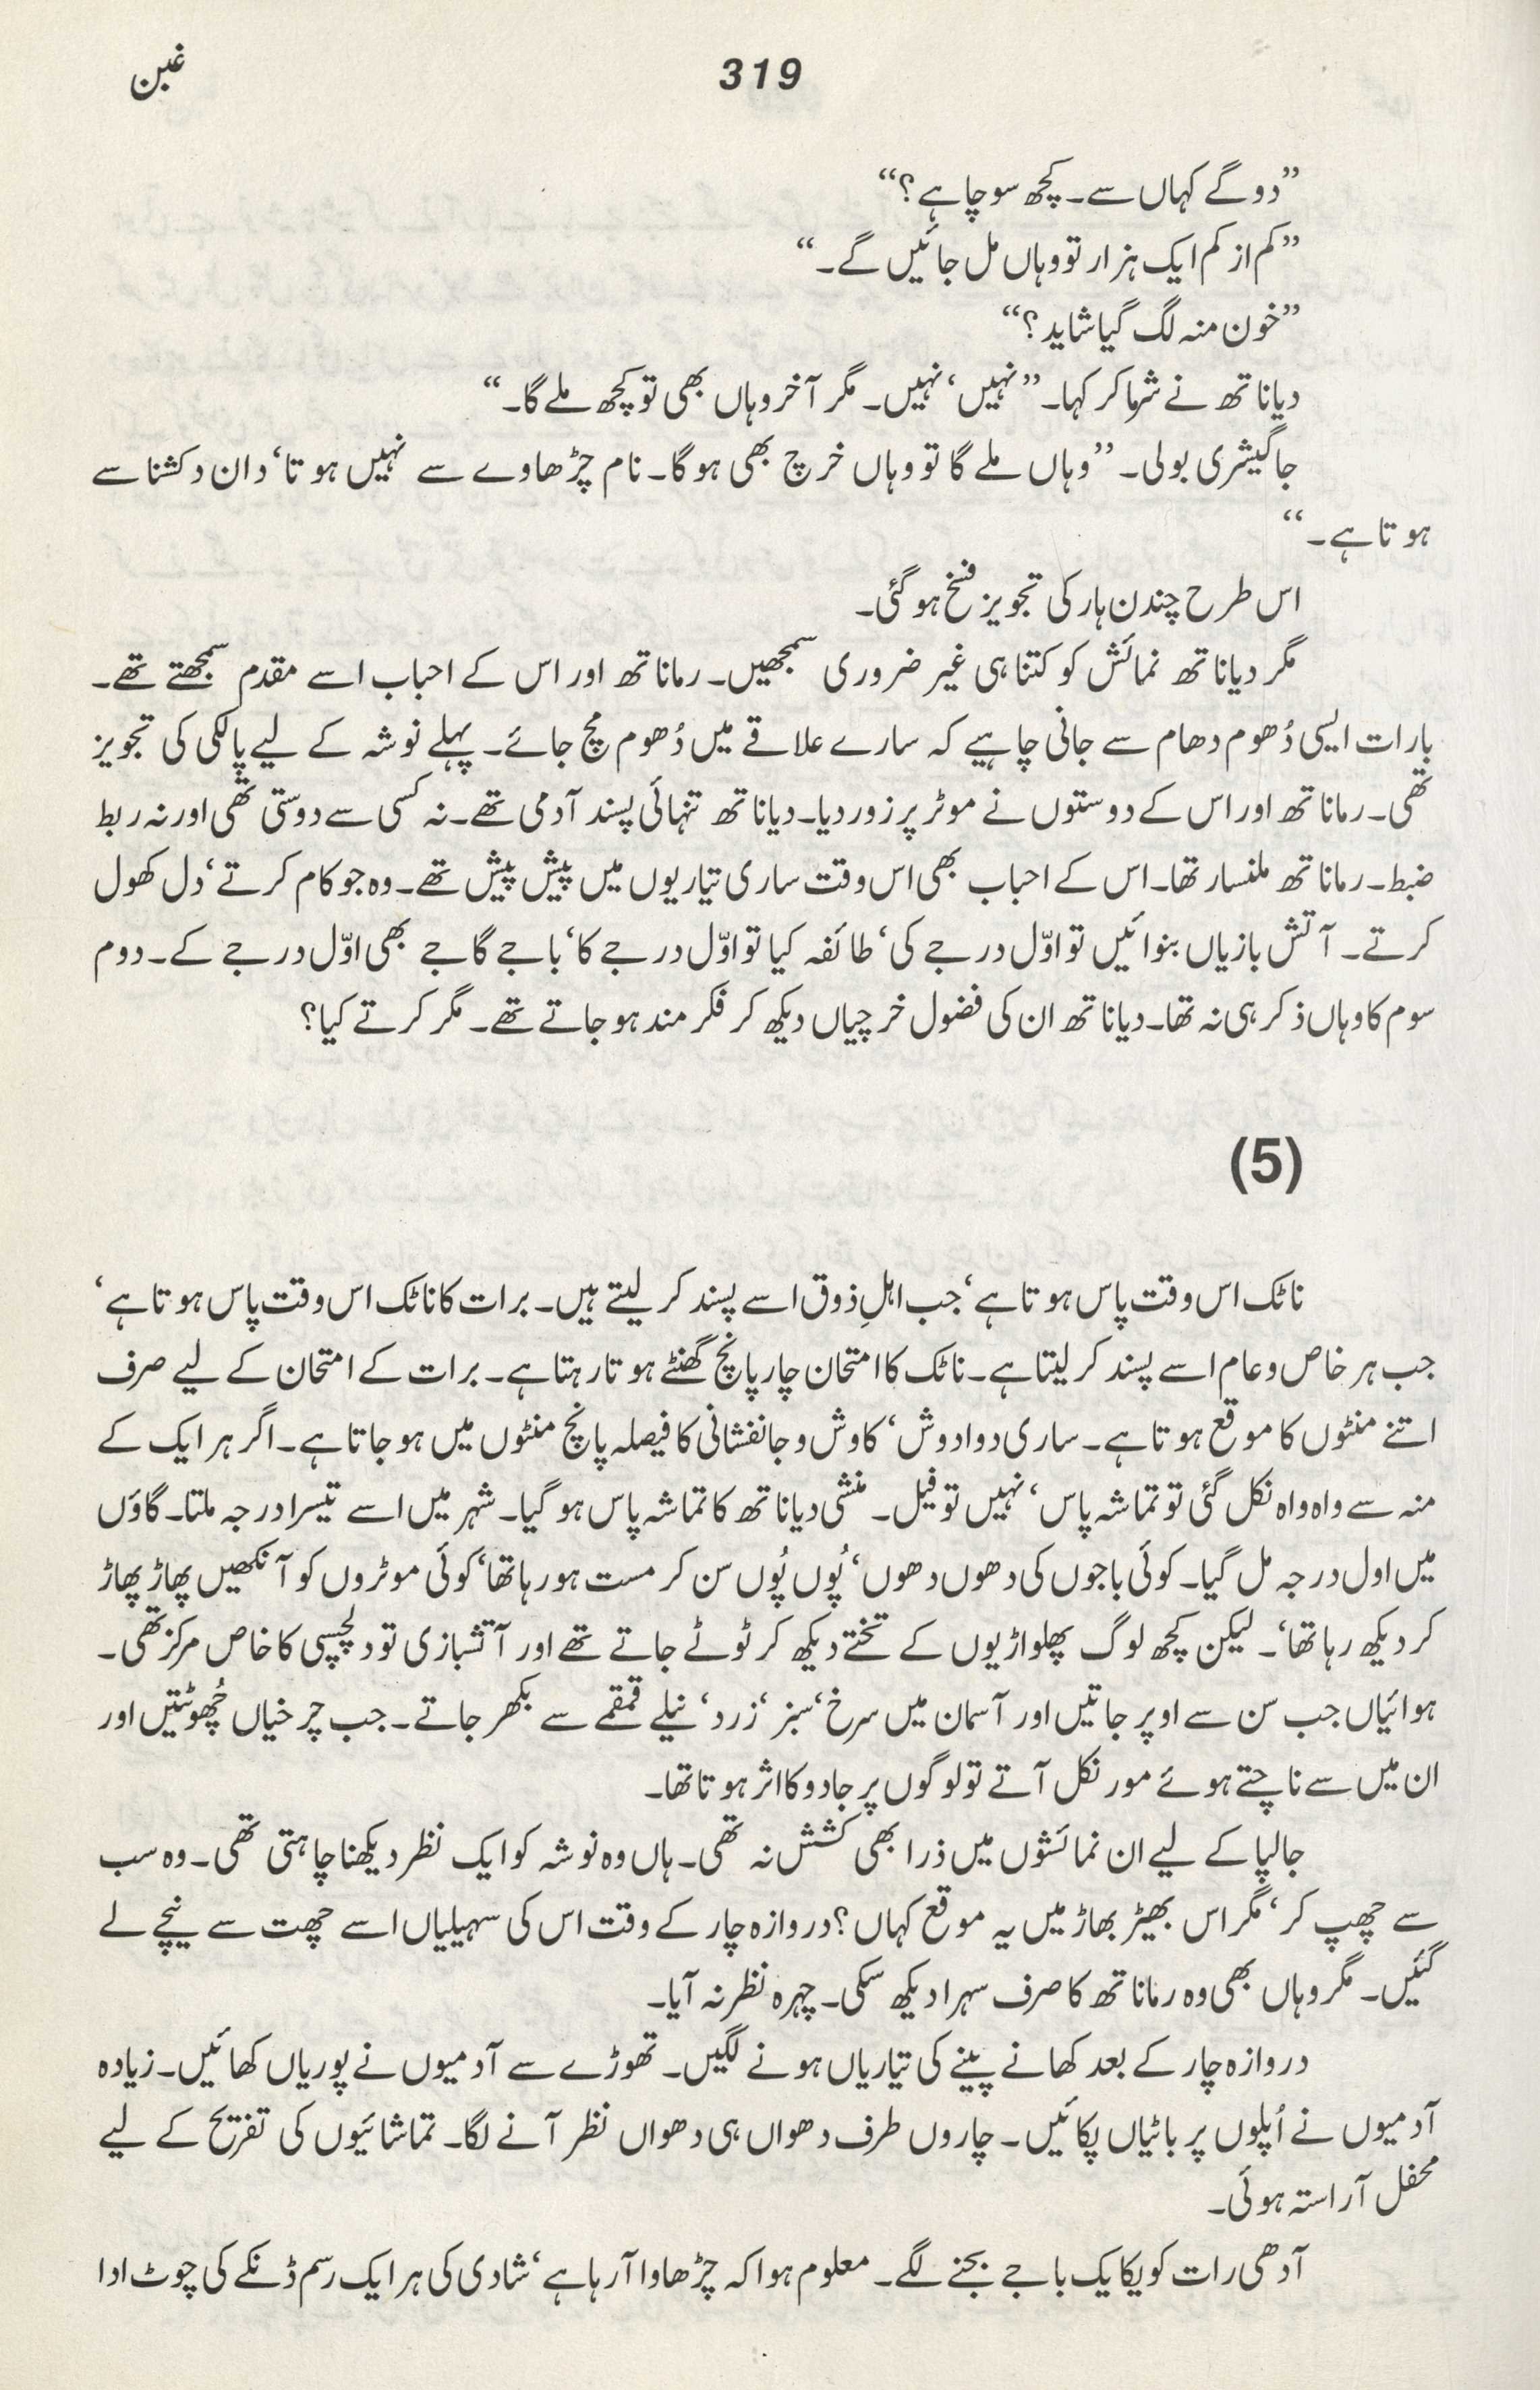 319
غبن
”دو گے کہاں سے۔ کچھ سوچا ہے؟“
”کم از کم ایک ہزار تو وہاں مل جائیں گے۔“
”خون منہ لگ گیا شاید؟“
دیاناتھ نے شرما کر کہا۔ ”نہیں‘ نہیں۔ مگر آخر وہاں بھی تو کچھ ملے گا۔“
جاگیشری بولی۔ ”وہاں ملے گا تو وہاں خرچ بھی ہوگا۔ نام چڑھاوے سے نہیں ہوتا‘ دان دکشنا سے
ہوتا ہے۔“
اس طرح چندن ہار کی تجویز فسخ ہو گئی۔
مگر دیاناتھ نمائش کو کتنا ہی غیر ضروری سمجھیں۔ رماناتھ اور اس کے احباب اسے مقدم سمجھتے تھے۔
بارات ایسی دُھوم دھام سے جانی چاہیے کہ سارے علاقے میں دُھوم مچ جائے۔ پہلے نوشہ کے لیے پالکی کی تجویز
تھی۔ رماناتھ اور اس کے دوستوں نے موٹر پر زور دیا۔ دیاناتھ تنہائی پسند آدمی تھے۔ نہ کسی سے دوستی تھی اور نہ ربط
ضبط۔ رماناتھ ملنسار تھا۔ اس کے احباب بھی اس وقت ساری تیاریوں میں پیش پیش تھے۔ وہ جو کام کرتے‘ دل کھول
کرتے۔ آتش بازیاں بنوائیں تو اوّل درجے کی‘ طائفہ کیا تو اوّل درجے کا‘ باجے گاجے بھی اوّل درجے کے۔ دوم
سوم کا وہاں ذکر ہی نہ تھا۔ دیاناتھ ان کی فضول خرچیاں دیکھ کر فکر مند ہو جاتے تھے۔ مگر کرتے کیا؟
(5)
ناٹک اس وقت پاس ہوتا ہے‘ جب اہلِ ذوق اسے پسند کر لیتے ہیں۔ برات کا ناٹک اس وقت پاس ہوتا ہے‘
جب ہر خاص و عام اسے پسند کر لیتا ہے۔ ناٹک کا امتحان چار پانچ گھنٹے ہوتا رہتا ہے۔ برات کے امتحان کے لیے صرف
اتنے منٹوں کا موقع ہوتا ہے۔ ساری دوادوش‘ کاوش و جانفشانی کا فیصلہ پانچ منٹوں میں ہو جاتا ہے۔ اگر ہر ایک کے
منہ سے واہ واہ نکل گئی تو تماشہ پاس‘ نہیں تو فیل۔ منشی دیاناتھ کا تماشہ پاس ہو گیا۔ شہر میں اسے تیسرا درجہ ملتا۔ گاؤں
میں اول درجہ مل گیا۔ کوئی باجوں کی دھوں دھوں‘ پُوں پُوں سن کر مست ہو رہا تھا‘ کوئی موٹروں کو آنکھیں پھاڑ پھاڑ
کر دیکھ رہا تھا‘۔ لیکن کچھ لوگ پھلواڑیوں کے تختے دیکھ کر ٹوٹے جاتے تھے اور آتشبازی تو دلچسپی کا خاص مرکز تھی۔
ہوائیاں جب سن سے اوپر جاتیں اور آسمان میں سرخ‘ سبز‘ زرد‘ نیلے قمقمے سے بکھر جاتے۔ جب چرخیاں چُھوٹتیں اور
ان میں سے ناچتے ہوئے مور نکل آتے تو لوگوں پر جادو کا اثر ہوتا تھا۔
جالپا کے لیے ان نمائشوں میں ذرا بھی کشش نہ تھی۔ ہاں وہ نوشہ کو ایک نظر دیکھنا چاہتی تھی۔ وہ سب
سے چھپ کر‘ مگر اس بھیڑ بھاڑ میں یہ موقع کہاں؟ دروازہ چار کے وقت اس کی سہیلیاں اسے چھت سے نیچے لے
گئیں۔ مگر وہاں بھی وہ رماناتھ کا صرف سہرا دیکھ سکی۔ چہرہ نظر نہ آیا۔
دروازہ چار کے بعد کھانے پینے کی تیاریاں ہونے لگیں۔ تھوڑے سے آدمیوں نے پوریاں کھائیں۔ زیادہ
آدمیوں نے اُپلوں پر باٹیاں پکائیں۔ چاروں طرف دھواں ہی دھواں نظر آنے لگا۔ تماشائیوں کی تفریح کے لیے
محفل آراستہ ہوئی۔
آدھی رات کو یکایک باجے بجنے لگے۔ معلوم ہوا کہ چڑھاوا آ رہا ہے‘ شادی کی ہر ایک رسم ڈنکے کی چوٹ ادا